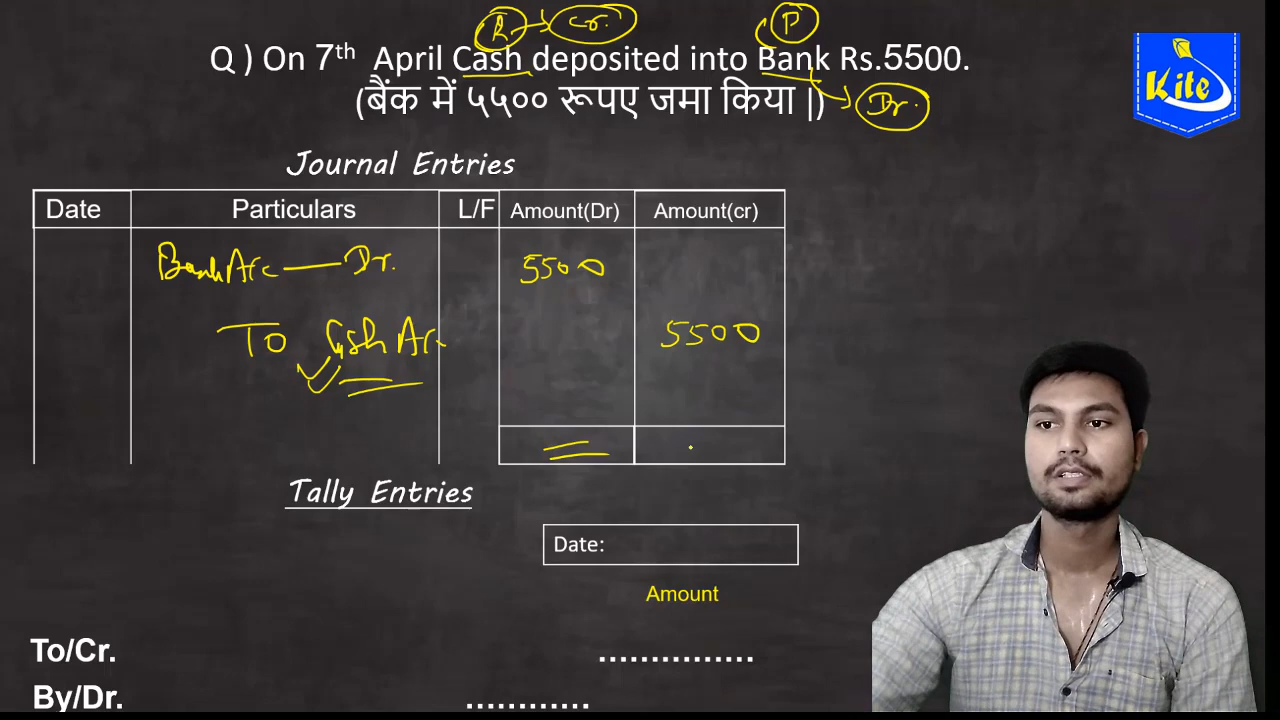 R → Cr. P
Q ) On 7th April Cash deposited into Bank Rs.5500.
(बैंक में ५५०० रूपए जमा किया |) Dr.
Kite
Journal Entries
Date Particulars L/F Amount(Dr) Amount(cr)
Bank A/c — Dr. 5500
To Cash A/c 5500
Tally Entries
Date:
Amount
To/Cr. ...............
By/Dr. ............